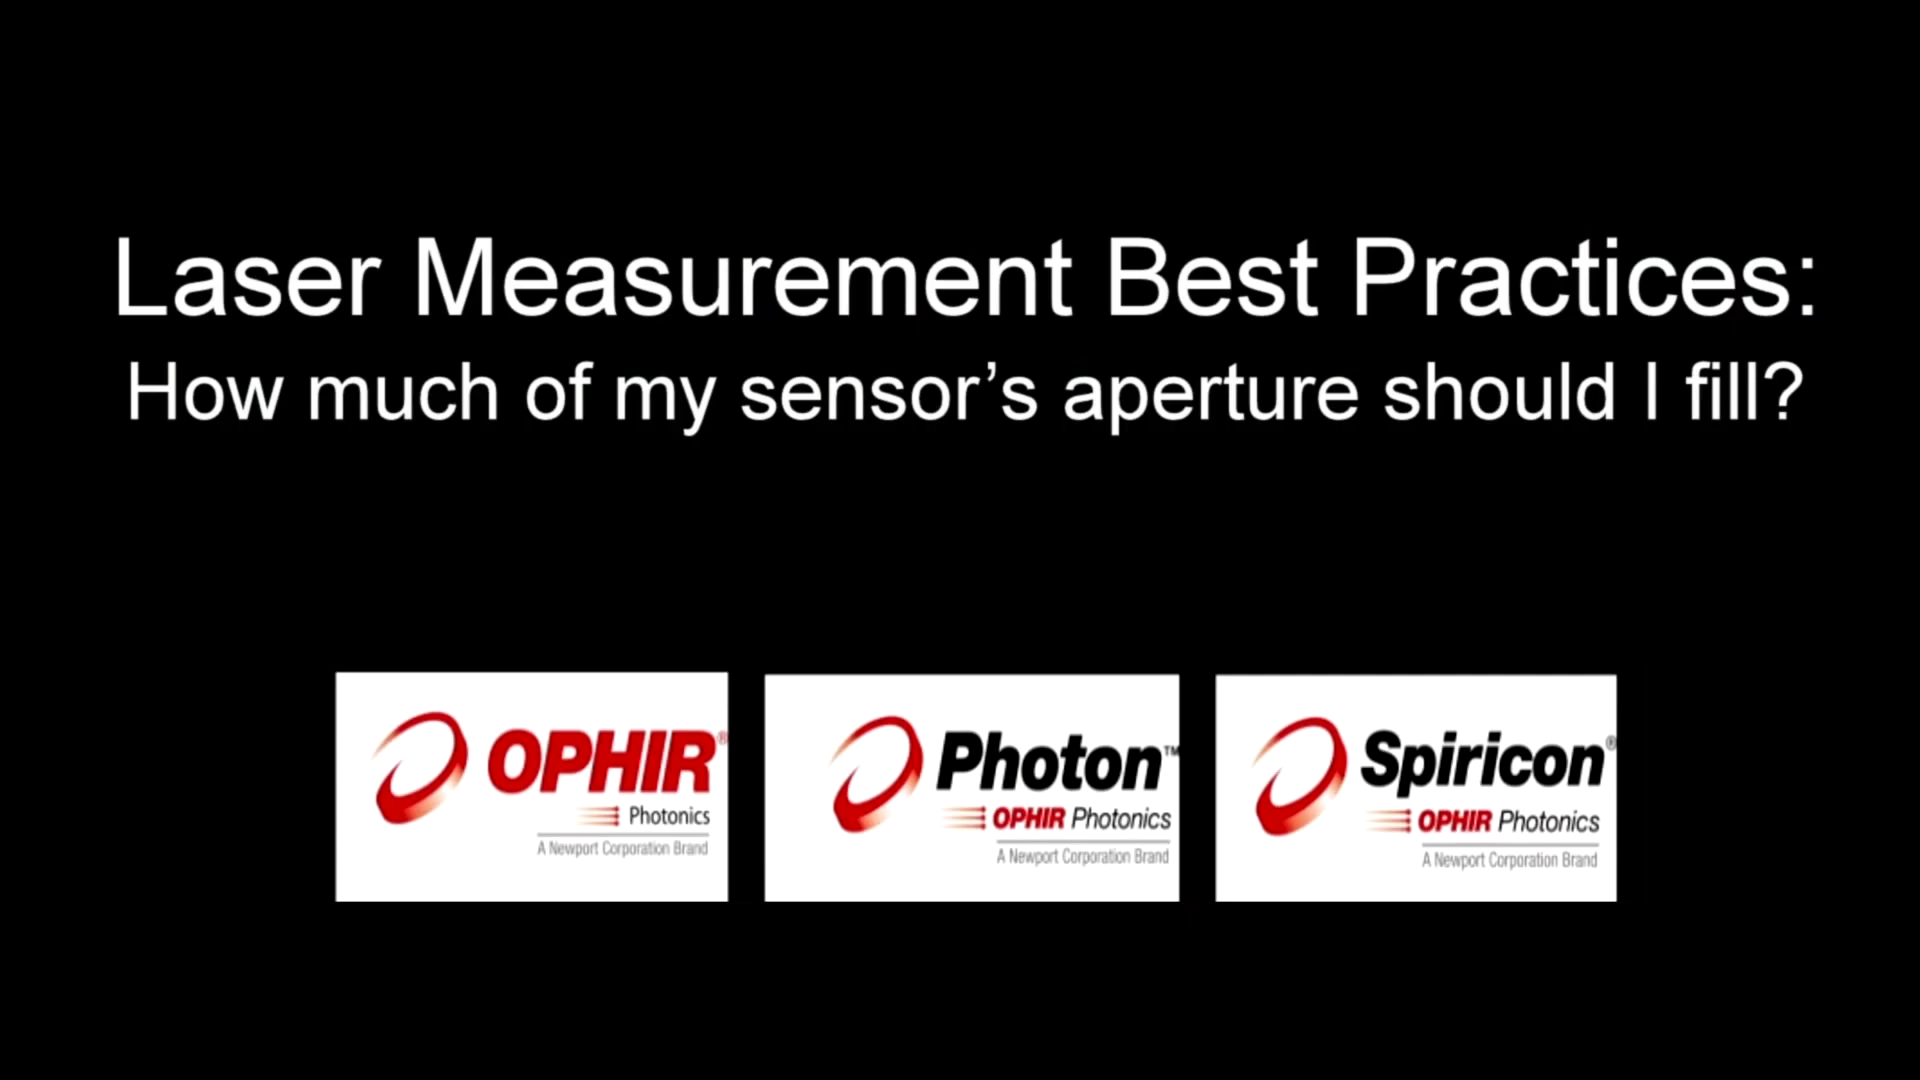 Laser Measurement Best Practices:
How much of my sensor’s aperture should I fill?
OPHIR®
Photonics
A Newport Corporation Brand
Photon™
OPHIR Photonics
A Newport Corporation Brand
Spiricon®
OPHIR Photonics
A Newport Corporation Brand